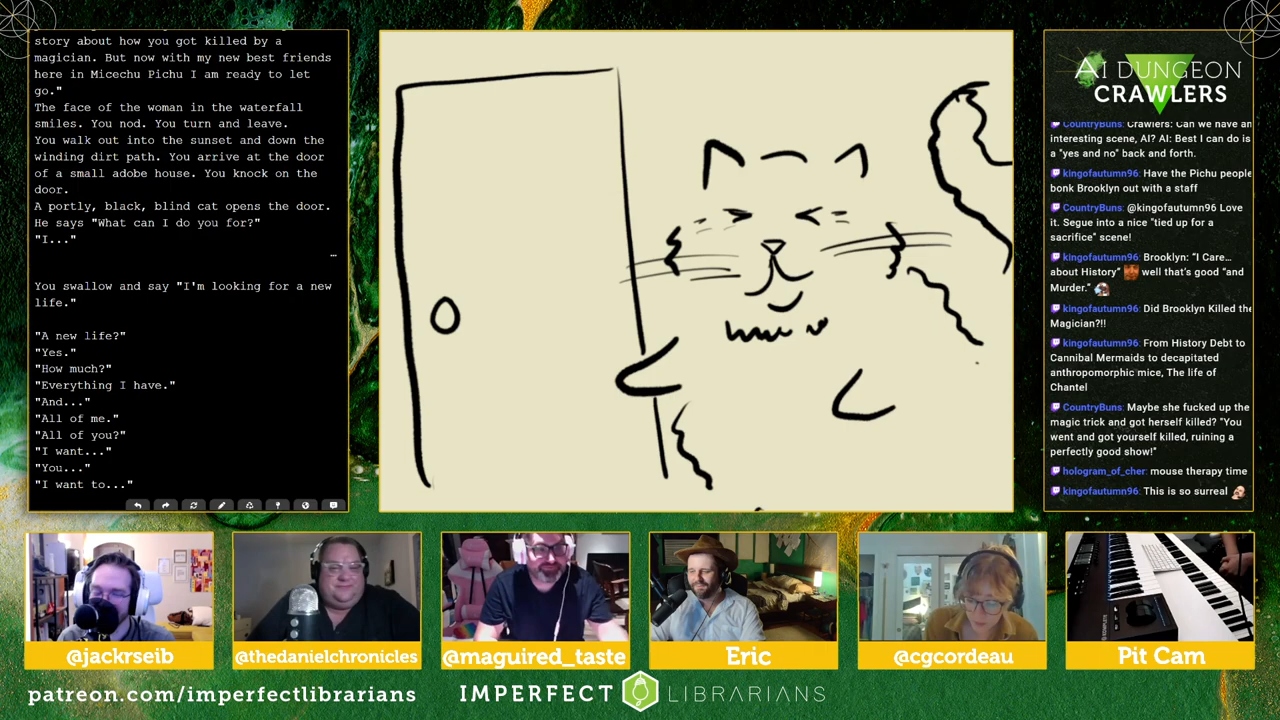 story about how you got killed by a
magician. But now with my new best friends
here in Micechu Pichu I am ready to let
go."
The face of the woman in the waterfall
smiles. You nod. You turn and leave.
You walk out into the sunset and down the
winding dirt path. You arrive at the door
of a small adobe house. You knock on the
door.
A portly, black, blind cat opens the door.
He says "What can I do you for?"
"I..."
…
You swallow and say "I'm looking for a new
life."
"A new life?"
"Yes."
"How much?"
"Everything I have."
"And..."
"All of me."
"All of you?"
"I want..."
"You..."
"I want to..."
AI DUNGEON
CRAWLERS
CountryBuns: Crawlers: Can we have an
interesting scene, AI? AI: Best I can do is
a "yes and no" back and forth.
kingofautumn96: Have the Pichu people
bonk Brooklyn out with a staff
CountryBuns: @kingofautumn96 Love
it. Segue into a nice "tied up for a
sacrifice" scene!
kingofautumn96: Brooklyn: “I Care…
about History” well that’s good “and
Murder.”
kingofautumn96: Did Brooklyn Killed the
Magician?!!
kingofautumn96: From History Debt to
Cannibal Mermaids to decapitated
anthropomorphic mice, The life of
Chantel
CountryBuns: Maybe she fucked up the
magic trick and got herself killed? "You
went and got yourself killed, ruining a
perfectly good show!"
hologram_of_cher: mouse therapy time
kingofautumn96: This is so surreal
@jackrseib
@thedanielchronicles
@maguired_taste
Eric
@cgcordeau
Pit Cam
patreon.com/imperfectlibrarians
IMPERFECT LIBRARIANS